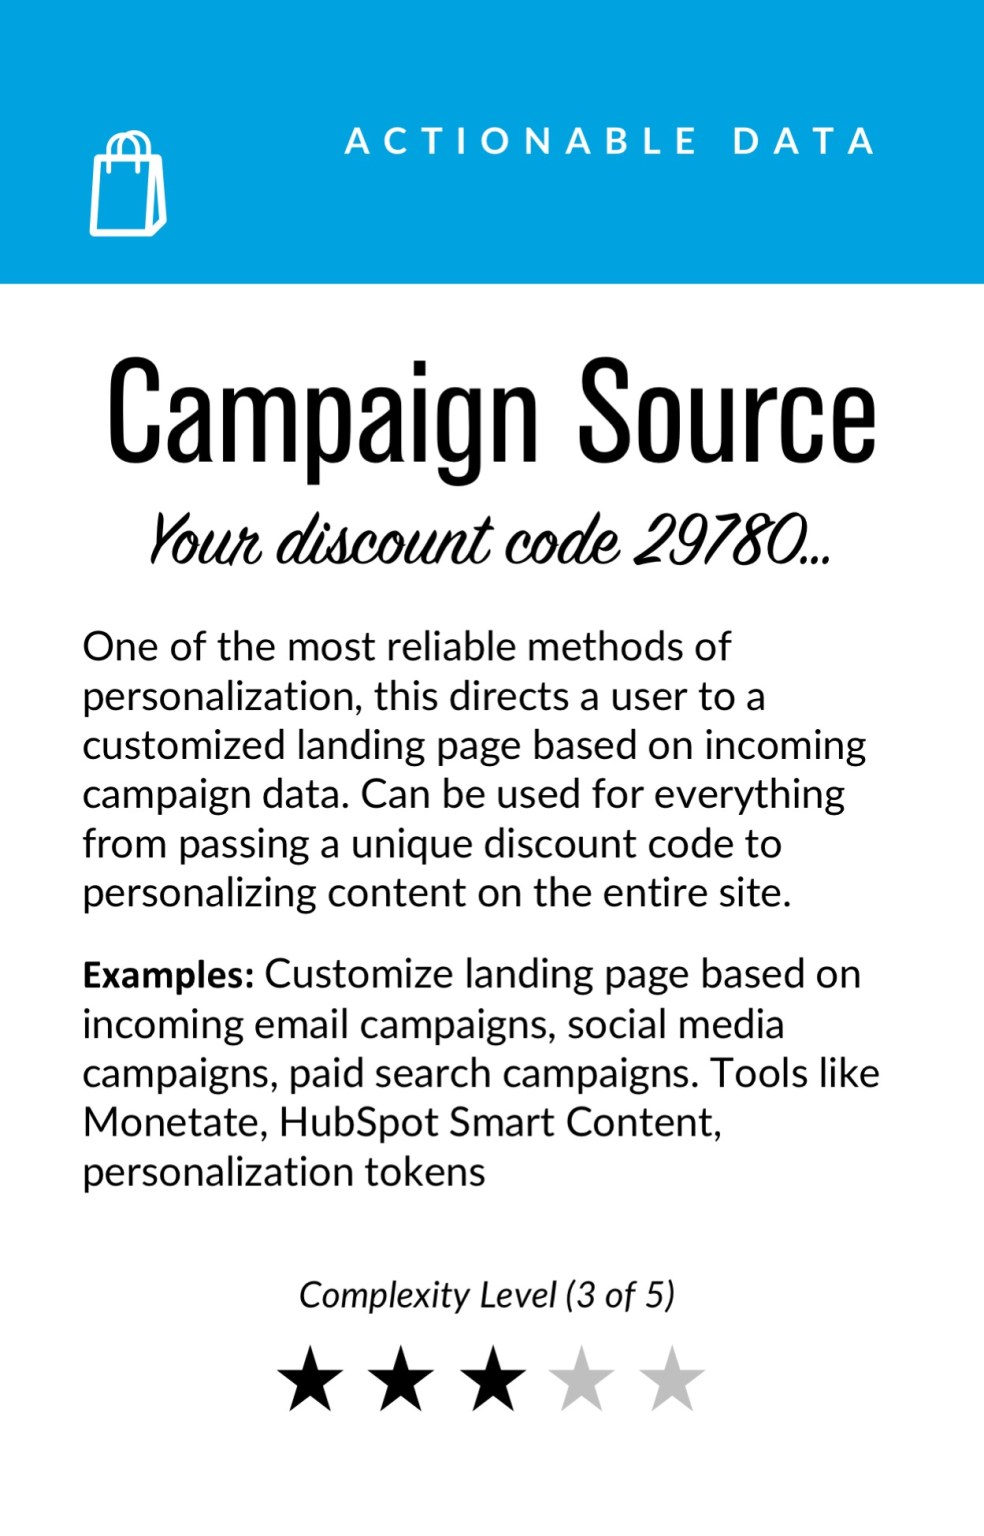 ACTIONABLE DATA
Campaign Source
Your discount code 29780...
One of the most reliable methods of
personalization, this directs a user to a
customized landing page based on incoming
campaign data. Can be used for everything
from passing a unique discount code to
personalizing content on the entire site.
Examples: Customize landing page based on
incoming email campaigns, social media
campaigns, paid search campaigns. Tools like
Monetate, HubSpot Smart Content,
personalization tokens
Complexity Level (3 of 5)